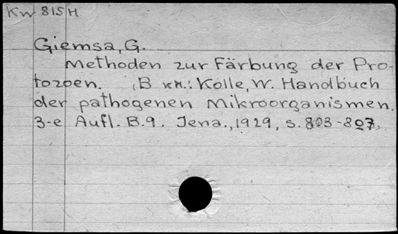 Kw 815H
Giemsa, G.
Methoden zur Färbung der Pro-
tozoen. (В кн.: Kolle, W. Handbuch
der pathogenen Mikroorganismen.
3-e Aufl. B.9. Jena., 1929, s. 803-807.